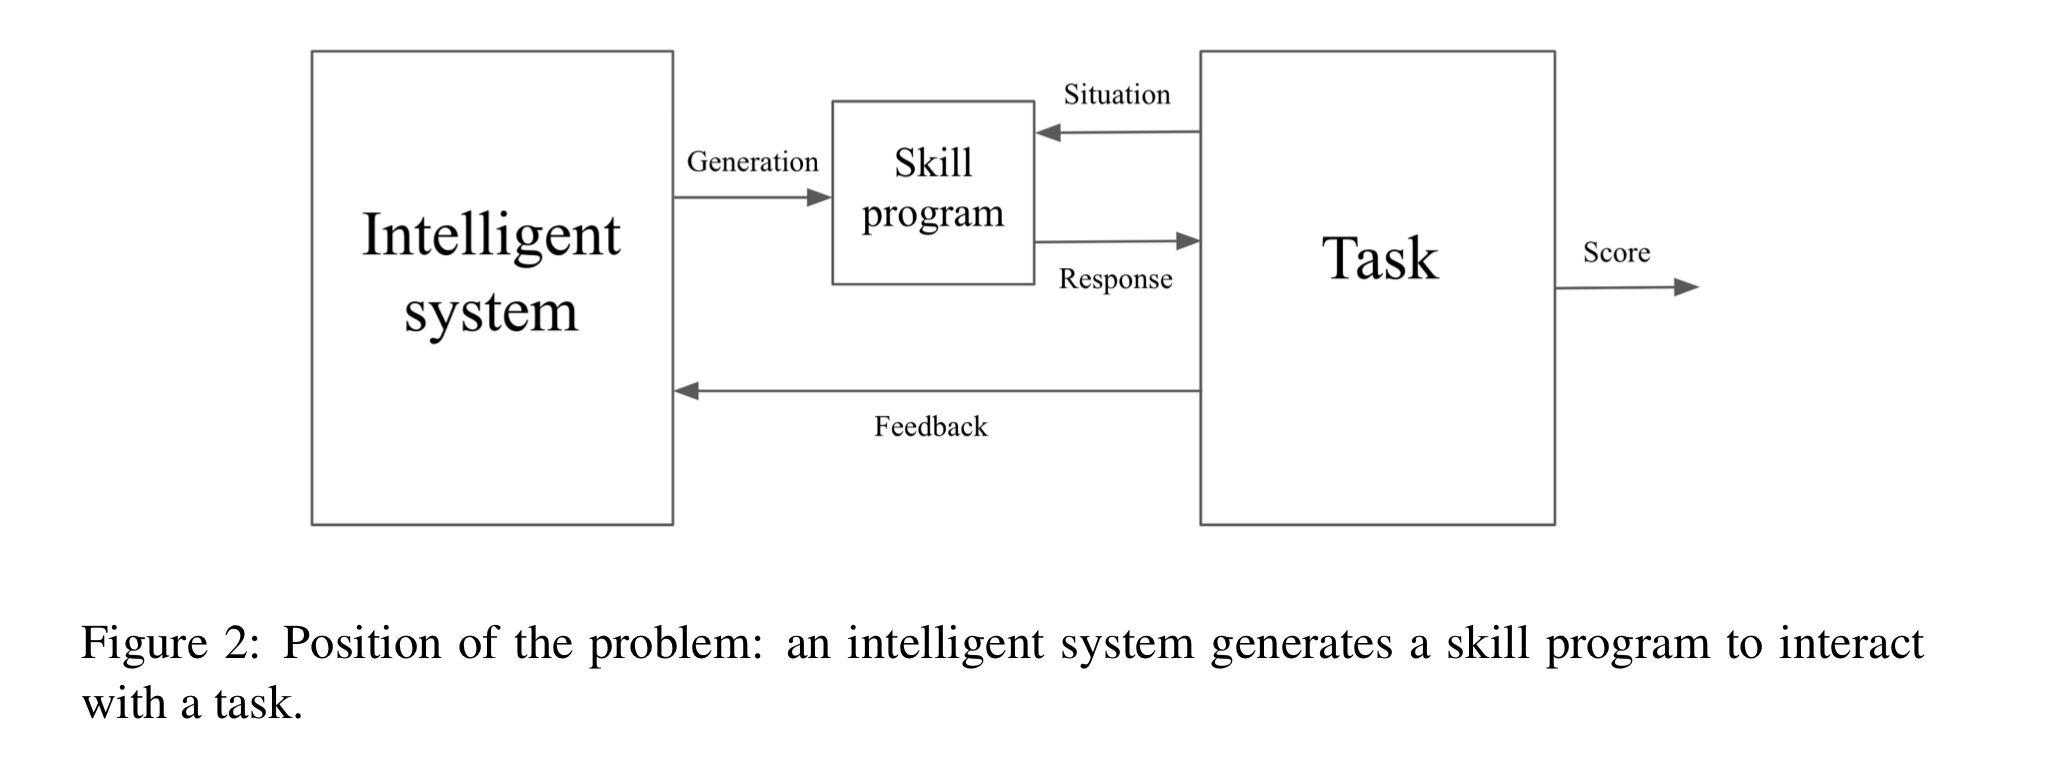 Situation
Generation
Skill
program
Intelligent
system
Response
Task
Score
Feedback
Figure 2: Position of the problem: an intelligent system generates a skill program to interact
with a task.